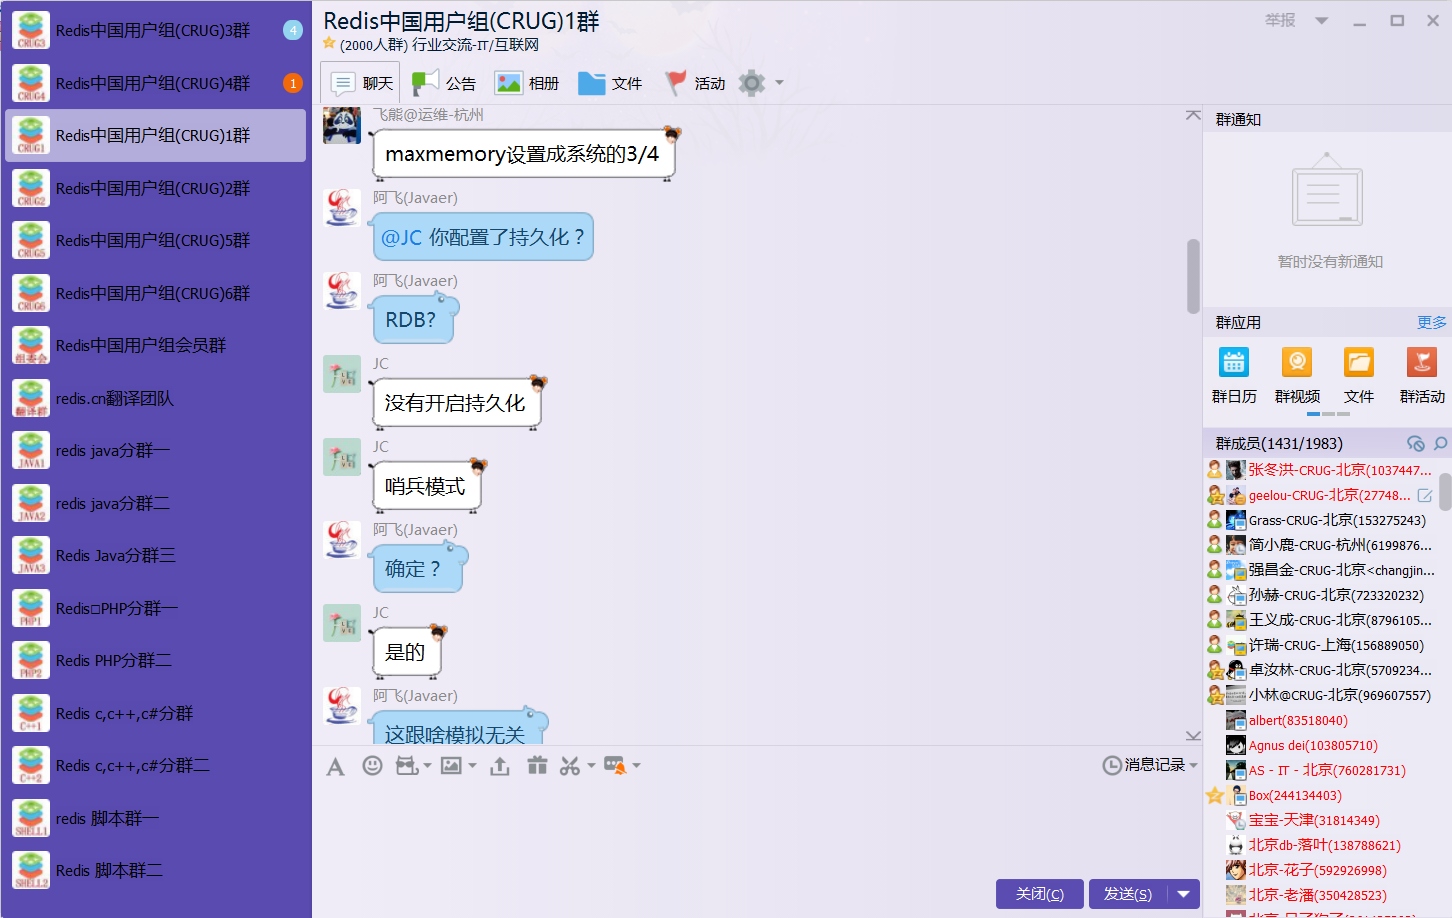 Redis中国用户组(CRUG)3群
4
Redis中国用户组(CRUG)4群
1
Redis中国用户组(CRUG)1群
Redis中国用户组(CRUG)2群
Redis中国用户组(CRUG)5群
Redis中国用户组(CRUG)6群
Redis中国用户组会员群
redis.cn翻译团队
redis java分群一
redis java分群二
Redis Java分群三
Redis□PHP分群一
Redis PHP分群二
Redis c,c++,c#分群
Redis c,c++,c#分群二
redis 脚本群一
Redis 脚本群二
CRUG3
CRUG4
CRUG1
CRUG2
CRUG5
CRUG6
组委会
翻译群
JAVA1
JAVA2
JAVA3
PHP1
PHP2
C++1
C++2
SHELL1
SHELL2
Redis中国用户组(CRUG)1群
(2000人群) 行业交流-IT/互联网
举报
聊天 公告 相册 文件 活动
飞熊@运维-杭州
maxmemory设置成系统的3/4
阿飞(Javaer)
@JC 你配置了持久化？
阿飞(Javaer)
RDB?
JC
没有开启持久化
JC
哨兵模式
阿飞(Javaer)
确定？
JC
是的
阿飞(Javaer)
这跟啥模拟无关
消息记录
关闭(C) 发送(S)
群通知
暂时没有新通知
群应用 更多
群日历 群视频 文件 群活动
群成员(1431/1983)
张冬洪-CRUG-北京(1037447...
geelou-CRUG-北京(27748...
Grass-CRUG-北京(153275243)
简小鹿-CRUG-杭州(6199876...
强昌金-CRUG-北京<changjin...
孙赫-CRUG-北京(723320232)
王义成-CRUG-北京(8796105...
许瑞-CRUG-上海(156889050)
卓汝林-CRUG-北京(5709234...
小林@CRUG-北京(969607557)
albert(83518040)
Agnus dei(103805710)
AS - IT - 北京(760281731)
Box(244134403)
宝宝-天津(31814349)
北京db-落叶(138788621)
北京-花子(592926998)
北京-老潘(350428523)